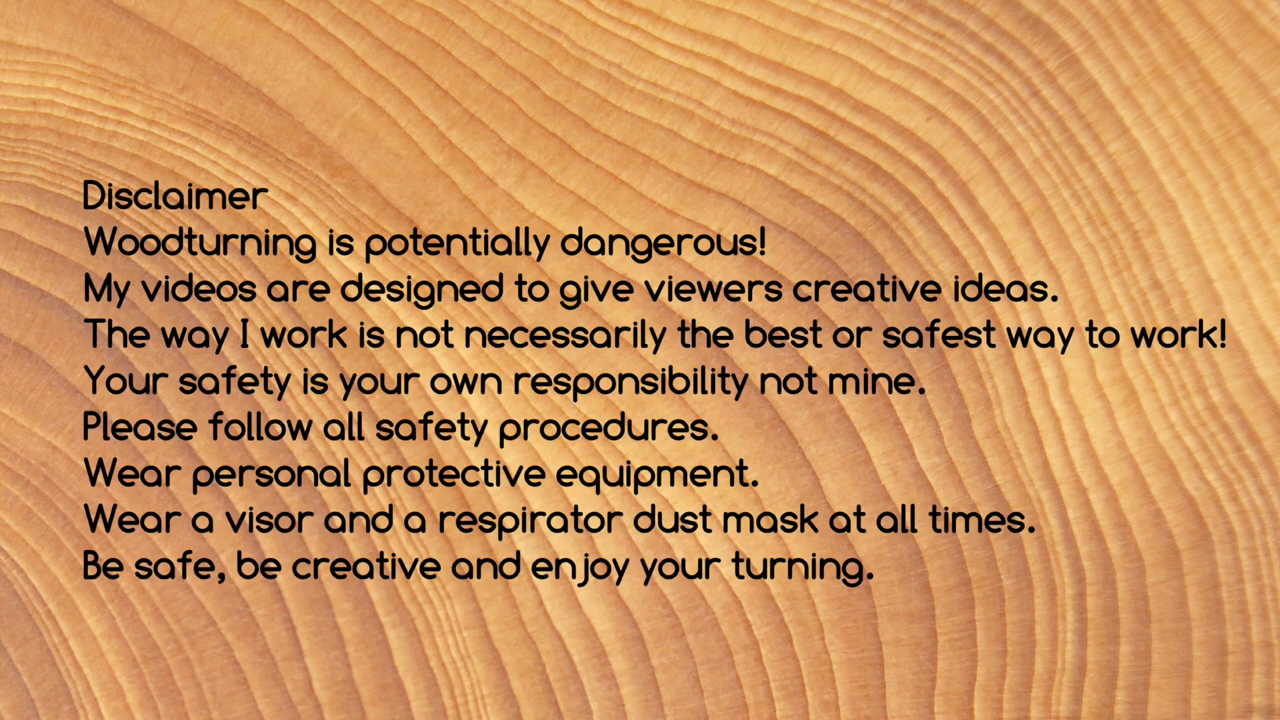 Disclaimer
Woodturning is potentially dangerous!
My videos are designed to give viewers creative ideas.
The way I work is not necessarily the best or safest way to work!
Your safety is your own responsibility not mine.
Please follow all safety procedures.
Wear personal protective equipment.
Wear a visor and a respirator dust mask at all times.
Be safe, be creative and enjoy your turning.